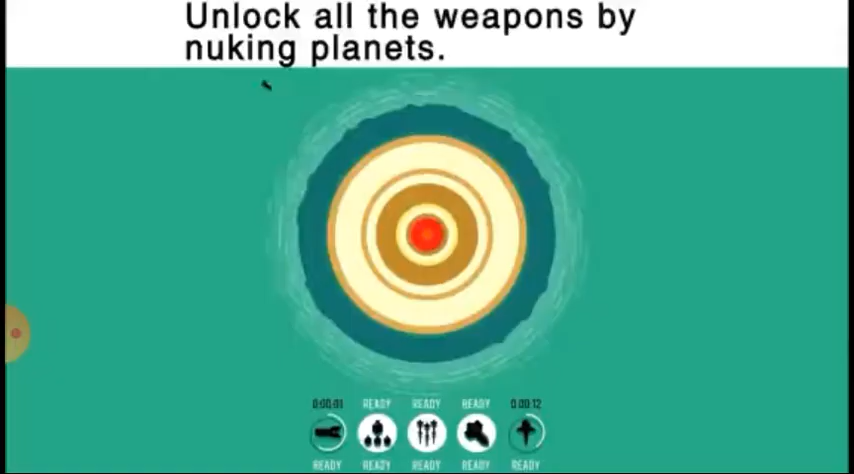 Unlock all the weapons by
nuking planets.
0:00:01 READY READY READY 0:00:12
READY READY READY READY READY